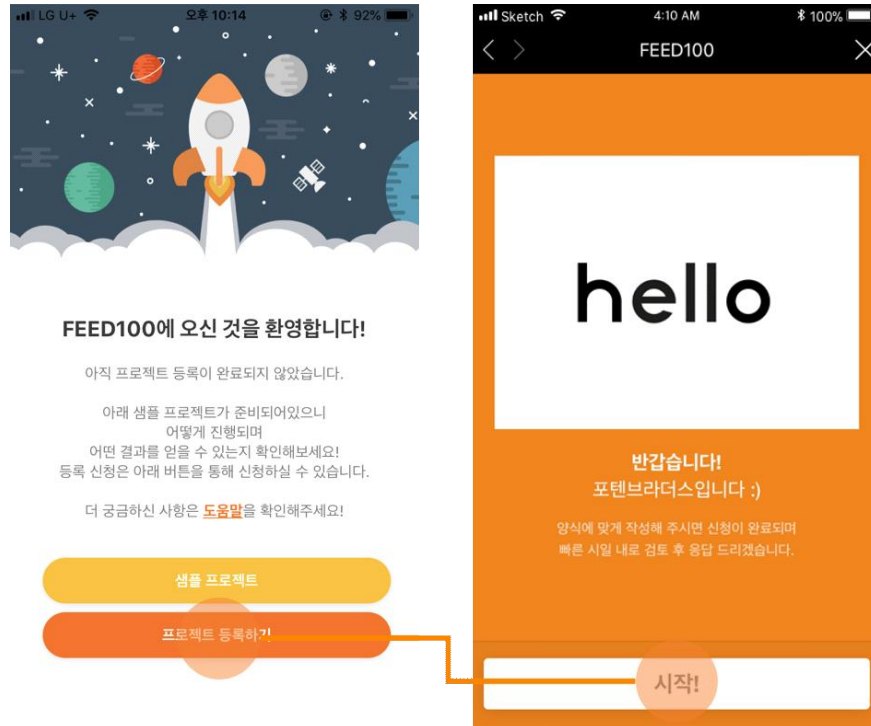 LG U+ 오후 10:14 92%
FEED100에 오신 것을 환영합니다!
아직 프로젝트 등록이 완료되지 않았습니다.
아래 샘플 프로젝트가 준비되어있으니
어떻게 진행되며
어떤 결과를 얻을 수 있는지 확인해보세요!
등록 신청은 아래 버튼을 통해 신청하실 수 있습니다.
더 궁금하신 사항은 도움말을 확인해주세요!
샘플 프로젝트
프로젝트 등록하기
Sketch 4:10 AM 100%
FEED100
hello
반갑습니다!
포텐브라더스입니다 :)
양식에 맞게 작성해 주시면 신청이 완료되며
빠른 시일 내로 검토 후 응답 드리겠습니다.
시작!